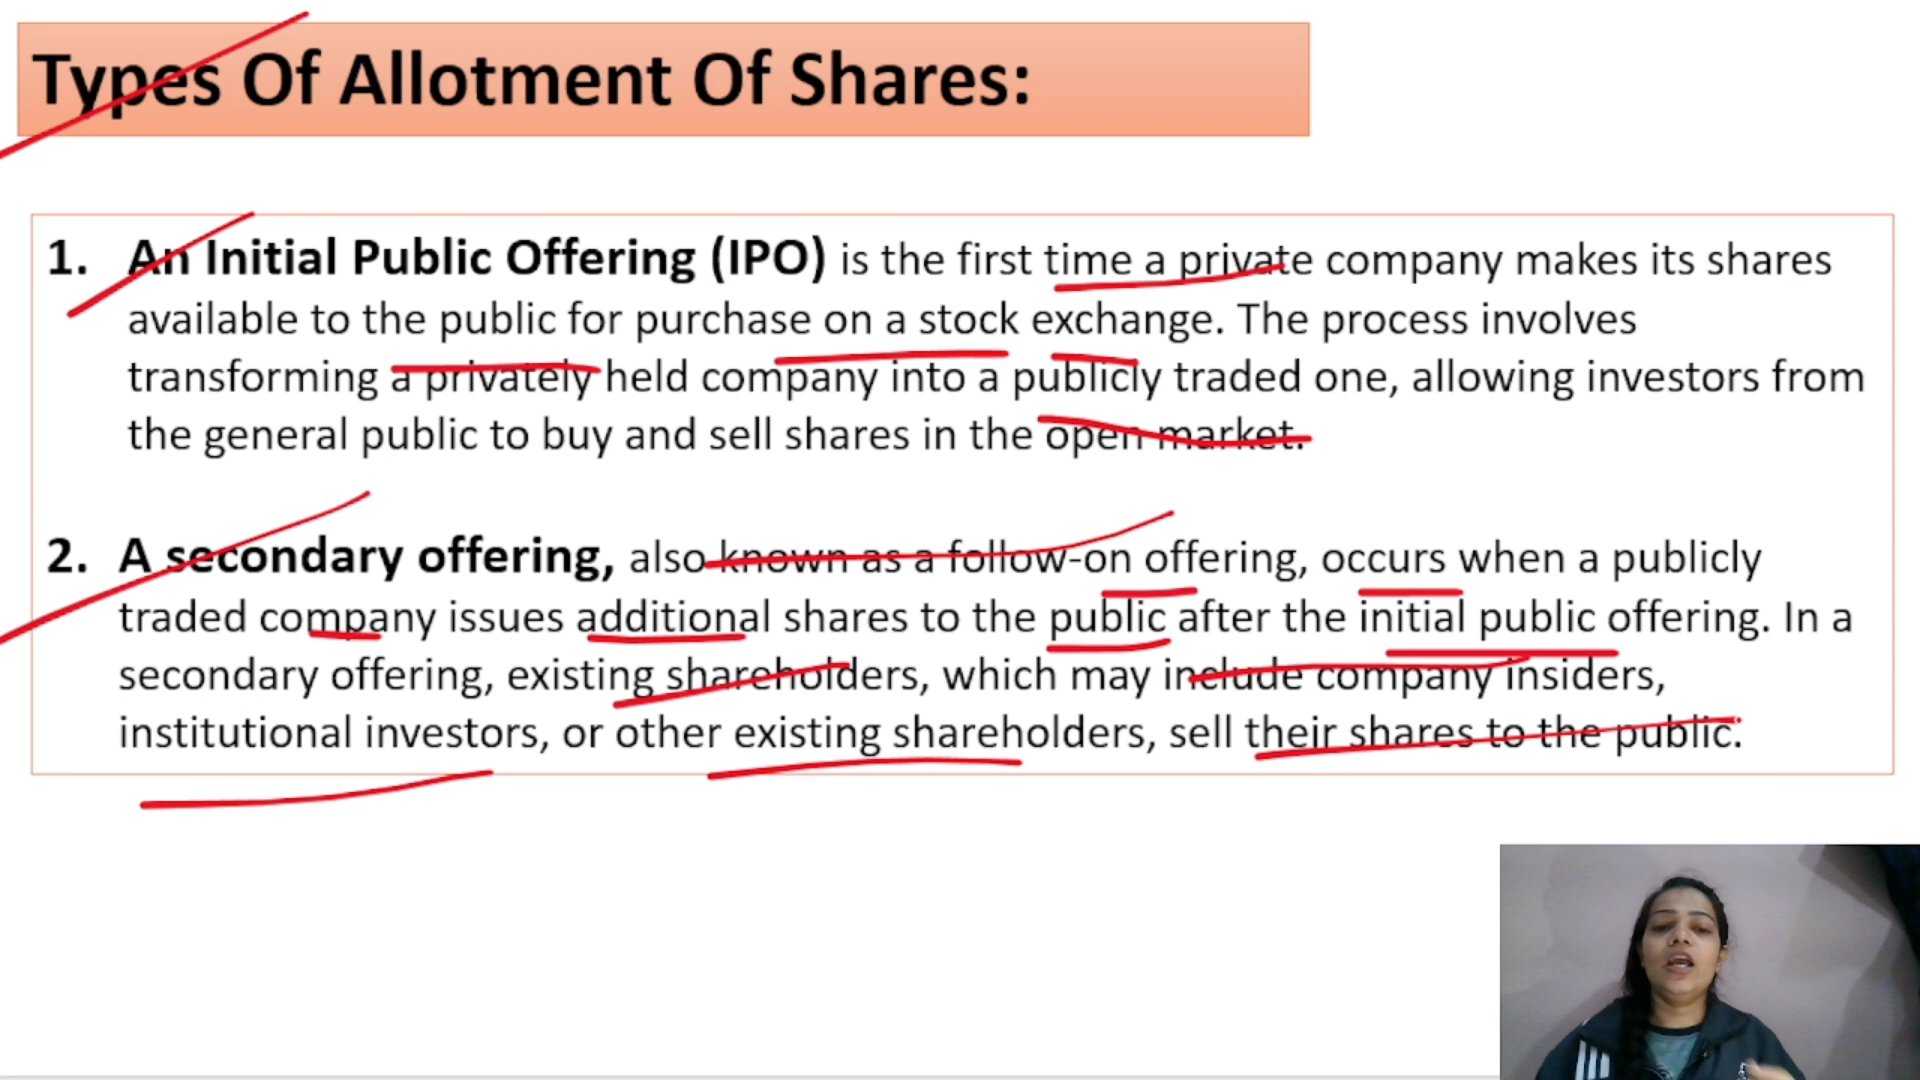 Types Of Allotment Of Shares:
1. An Initial Public Offering (IPO) is the first time a private company makes its shares
available to the public for purchase on a stock exchange. The process involves
transforming a privately held company into a publicly traded one, allowing investors from
the general public to buy and sell shares in the open market.
2. A secondary offering, also known as a follow-on offering, occurs when a publicly
traded company issues additional shares to the public after the initial public offering. In a
secondary offering, existing shareholders, which may include company insiders,
institutional investors, or other existing shareholders, sell their shares to the public.